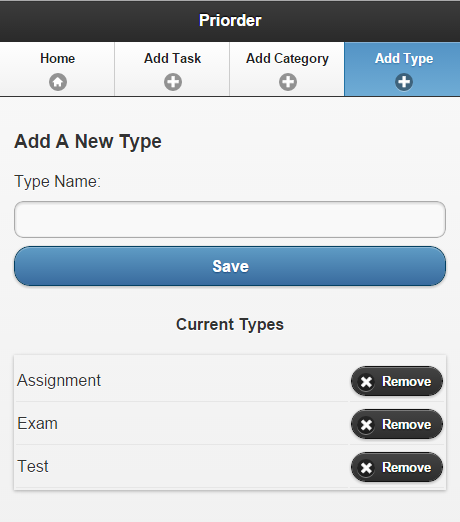 Priorder
Home Add Task Add Category Add Type
Add A New Type
Type Name:
Save
Current Types
Assignment Remove
Exam Remove
Test Remove